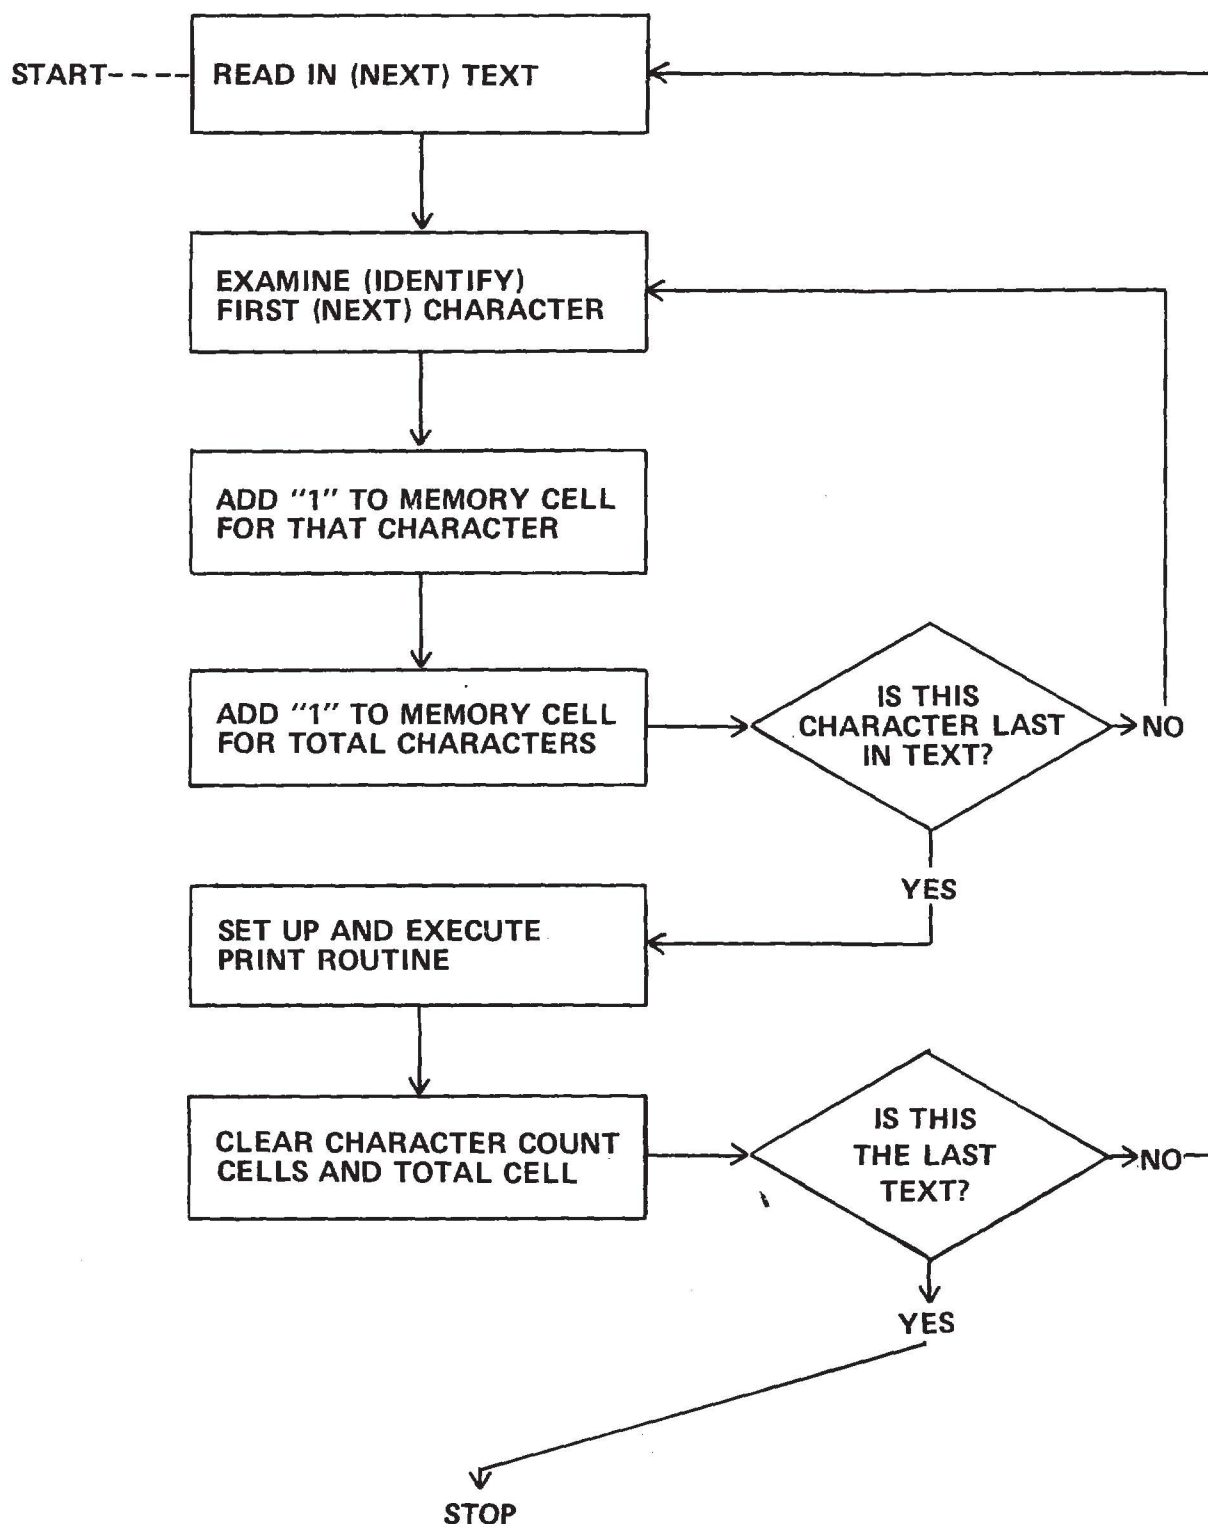 START
READ IN (NEXT) TEXT
EXAMINE (IDENTIFY)
FIRST (NEXT) CHARACTER
ADD "1" TO MEMORY CELL
FOR THAT CHARACTER
ADD "1" TO MEMORY CELL
FOR TOTAL CHARACTERS
IS THIS
CHARACTER LAST
IN TEXT?
NO
YES
SET UP AND EXECUTE
PRINT ROUTINE
CLEAR CHARACTER COUNT
CELLS AND TOTAL CELL
IS THIS
THE LAST
TEXT?
NO
YES
STOP